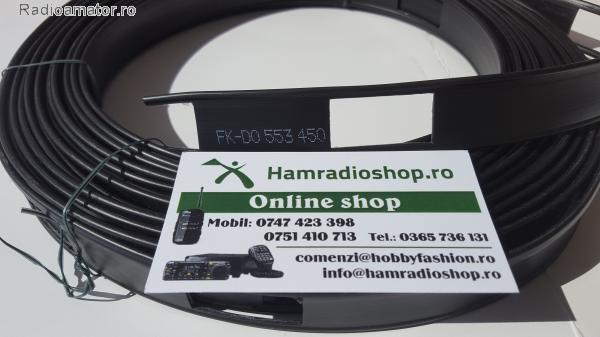 Radioamator.ro
FK-DO 553 450
Hamradioshop.ro
Online shop
Mobil: 0747 423 398
0751 410 713 Tel.: 0365 736 131
comenzi@hobbyfashion.ro
info@hamradioshop.ro